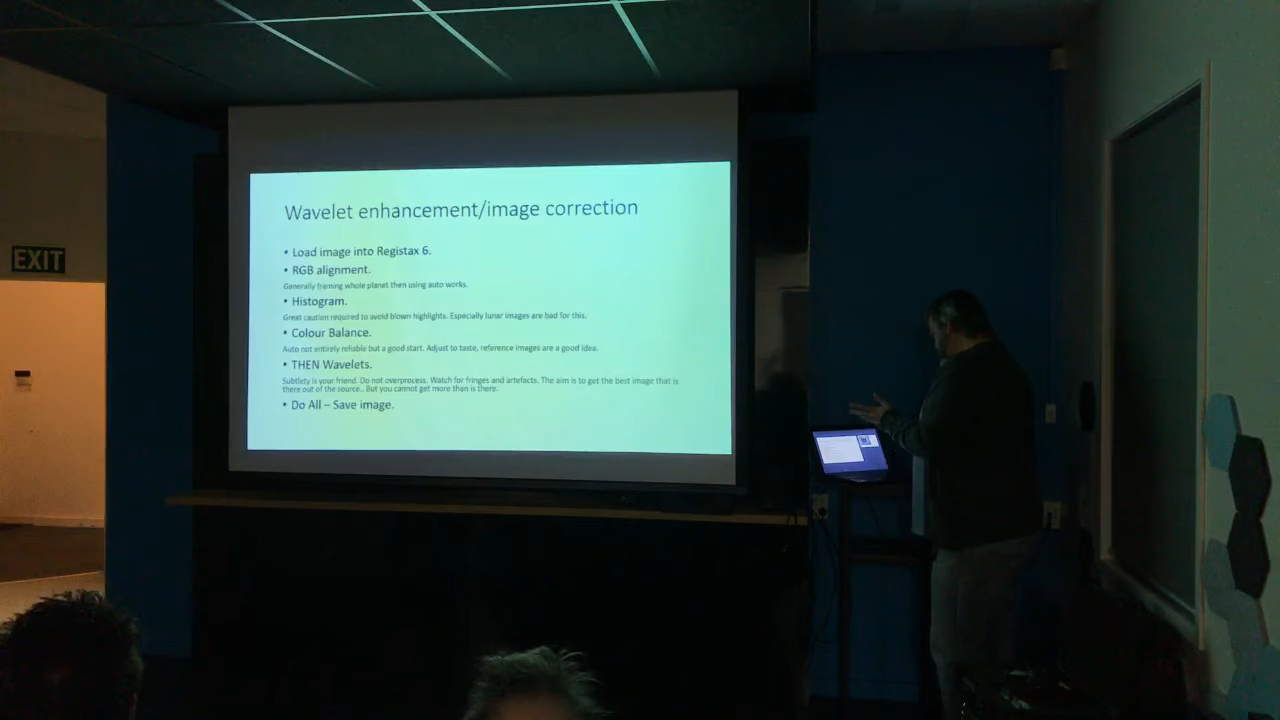 Wavelet enhancement/image correction
• Load image into Registax 6.
• RGB alignment.
Generally framing whole planet then using auto works.
• Histogram.
Great caution required to avoid blown highlights. Especially lunar images are bad for this.
• Colour Balance.
Auto not entirely reliable but a good start. Adjust to taste, reference images are a good idea.
• THEN Wavelets.
Subtlety is your friend. Do not overprocess. Watch for fringes and artefacts. The aim is to get the best image that is
there out of the source.. But you cannot get more than is there.
• Do All – Save image.
EXIT